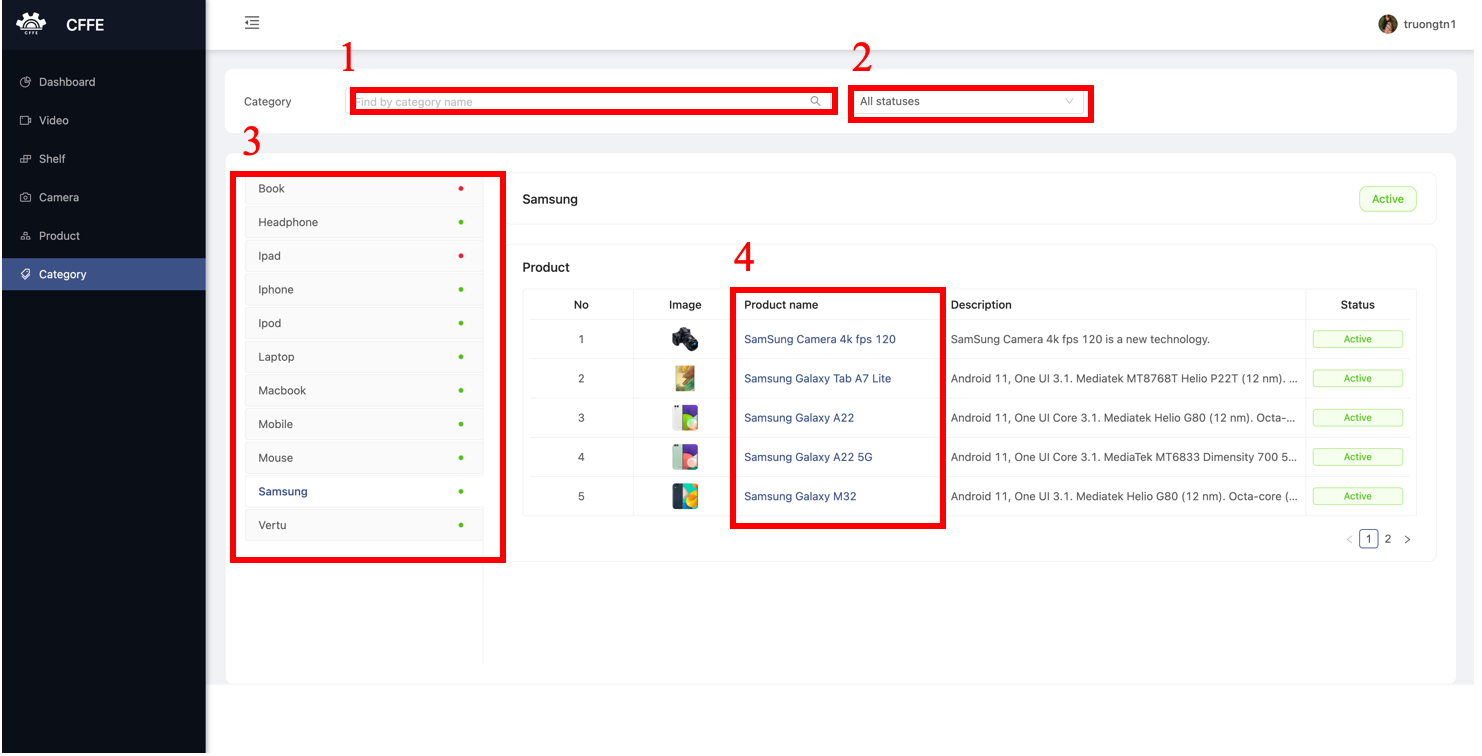 CFFE
CFFE
truongtn1
Dashboard
Video
Shelf
Camera
Product
Category
1
2
Category
Find by category name
All statuses
3
Book
Headphone
Ipad
Iphone
Ipod
Laptop
Macbook
Mobile
Mouse
Samsung
Vertu
Samsung
Active
4
Product
No Image Product name Description Status
1 SamSung Camera 4k fps 120 SamSung Camera 4k fps 120 is a new technology. Active
2 Samsung Galaxy Tab A7 Lite Android 11, One UI 3.1. Mediatek MT8768T Helio P22T (12 nm). ... Active
3 Samsung Galaxy A22 Android 11, One UI Core 3.1. Mediatek Helio G80 (12 nm). Octa-... Active
4 Samsung Galaxy A22 5G Android 11, One UI Core 3.1. MediaTek MT6833 Dimensity 700 5... Active
5 Samsung Galaxy M32 Android 11, One UI 3.1. Mediatek Helio G80 (12 nm). Octa-core (... Active
< 1 2 >